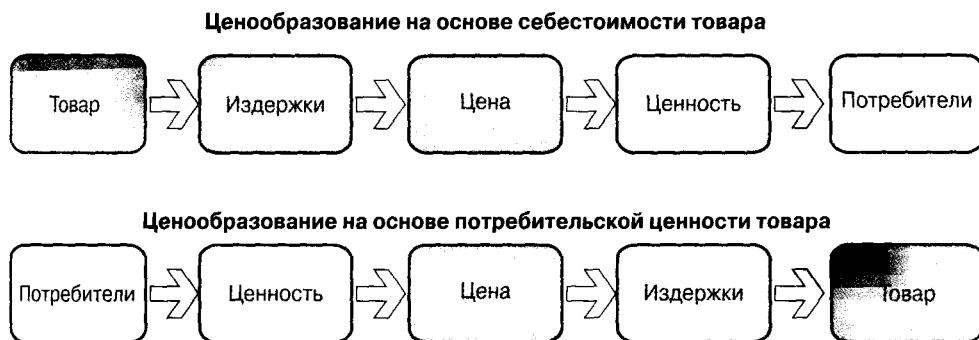 Ценообразование на основе себестоимости товара
Товар
Издержки
Цена
Ценность
Потребители
Ценообразование на основе потребительской ценности товара
Потребители
Ценность
Цена
Издержки
Товар